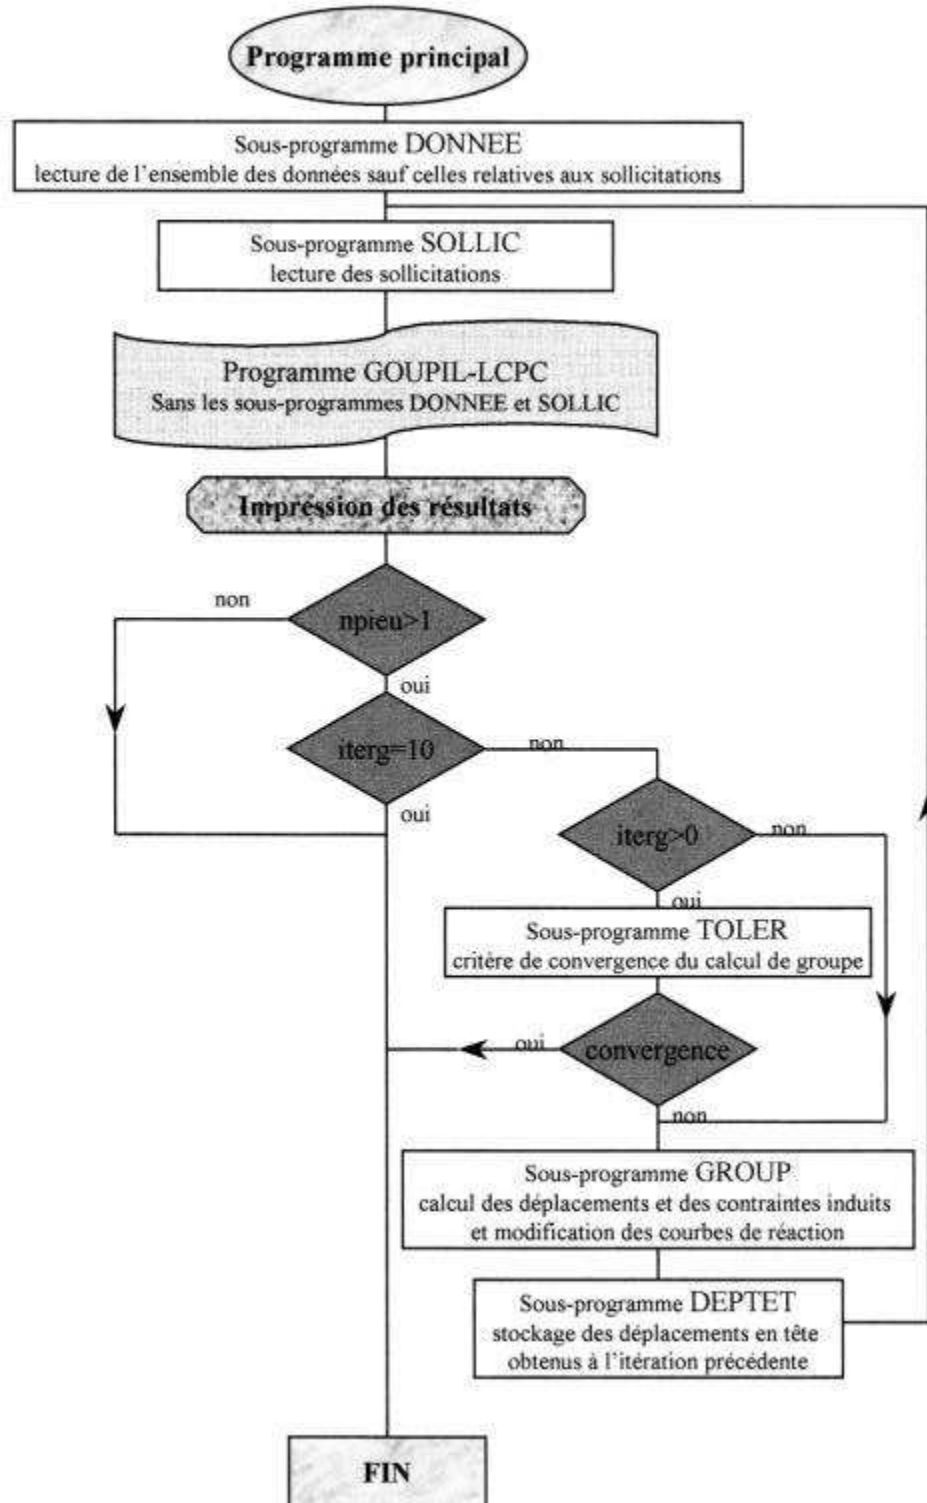 Programme principal
Sous-programme DONNEE
lecture de l'ensemble des données sauf celles relatives aux sollicitations
Sous-programme SOLLIC
lecture des sollicitations
Programme GOUPIL-LCPC
Sans les sous-programmes DONNEE et SOLLIC
Impression des résultats
non
npieu>1
oui
iterg=10
non
oui
iterg>0
non
oui
Sous-programme TOLER
critère de convergence du calcul de groupe
oui
convergence
non
Sous-programme GROUP
calcul des déplacements et des contraintes induits
et modification des courbes de réaction
Sous-programme DEPTET
stockage des déplacements en tête
obtenus à l'itération précédente
FIN